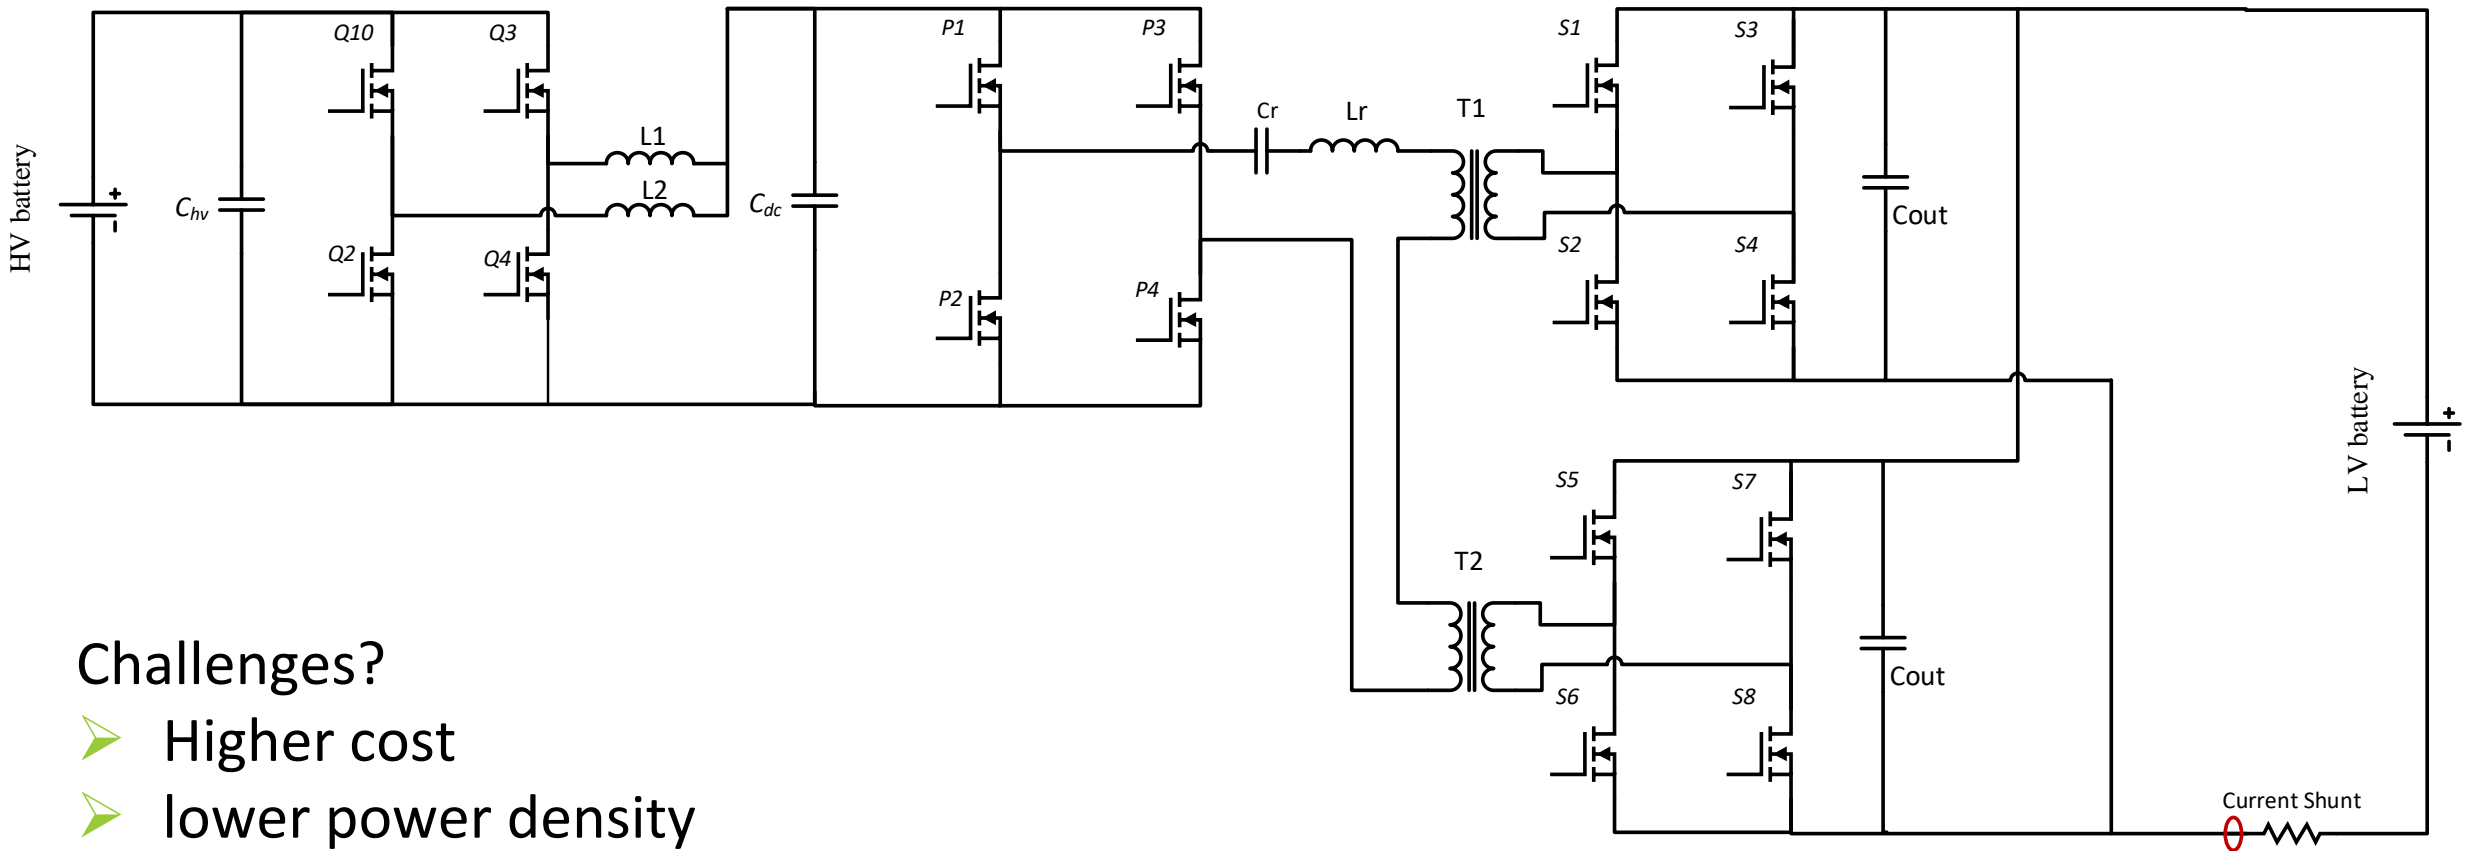 Q10
Q3
P1
P3
S1
S3
Cr
Lr
T1
L1
L2
HV battery
+
Chv
Cdc
Cout
Q2
Q4
S2
S4
P2
P4
LV battery
+
S5
S7
T2
Cout
S6
S8
Challenges?
Higher cost
lower power density
Current Shunt